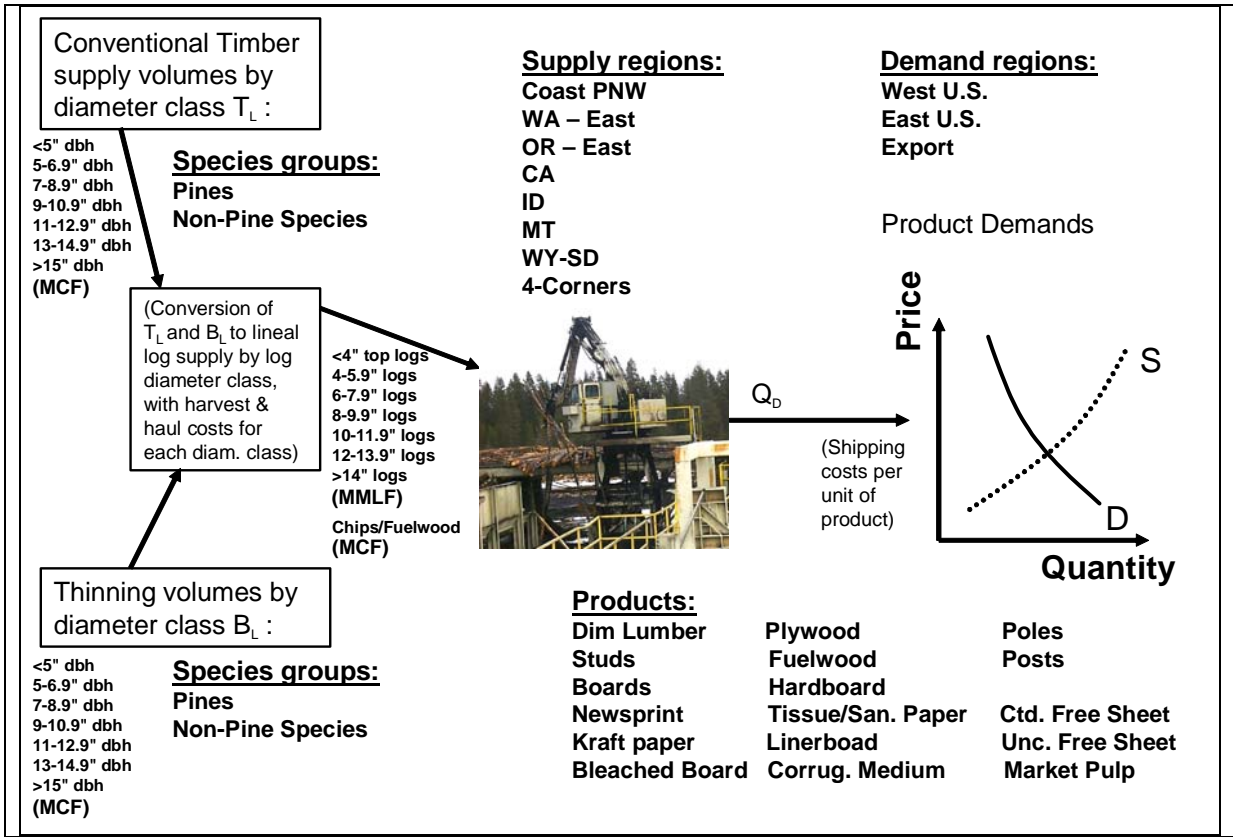 Conventional Timber
supply volumes by
diameter class T_L :
<5" dbh
5-6.9" dbh
7-8.9" dbh
9-10.9" dbh
11-12.9" dbh
13-14.9" dbh
>15" dbh
(MCF)
Species groups:
Pines
Non-Pine Species
(Conversion of
T_L and B_L to lineal
log supply by log
diameter class,
with harvest &
haul costs for
each diam. class)
<4" top logs
4-5.9" logs
6-7.9" logs
8-9.9" logs
10-11.9" logs
12-13.9" logs
>14" logs
(MMLF)
Chips/Fuelwood
(MCF)
Thinning volumes by
diameter class B_L :
<5" dbh
5-6.9" dbh
7-8.9" dbh
9-10.9" dbh
11-12.9" dbh
13-14.9" dbh
>15" dbh
(MCF)
Species groups:
Pines
Non-Pine Species
Supply regions:
Coast PNW
WA – East
OR – East
CA
ID
MT
WY-SD
4-Corners
Demand regions:
West U.S.
East U.S.
Export
Product Demands
Price
S
D
Quantity
Q_D
(Shipping
costs per
unit of
product)
Products:
Dim Lumber Plywood Poles
Studs Fuelwood Posts
Boards Hardboard
Newsprint Tissue/San. Paper Ctd. Free Sheet
Kraft paper Linerboad Unc. Free Sheet
Bleached Board Corrug. Medium Market Pulp